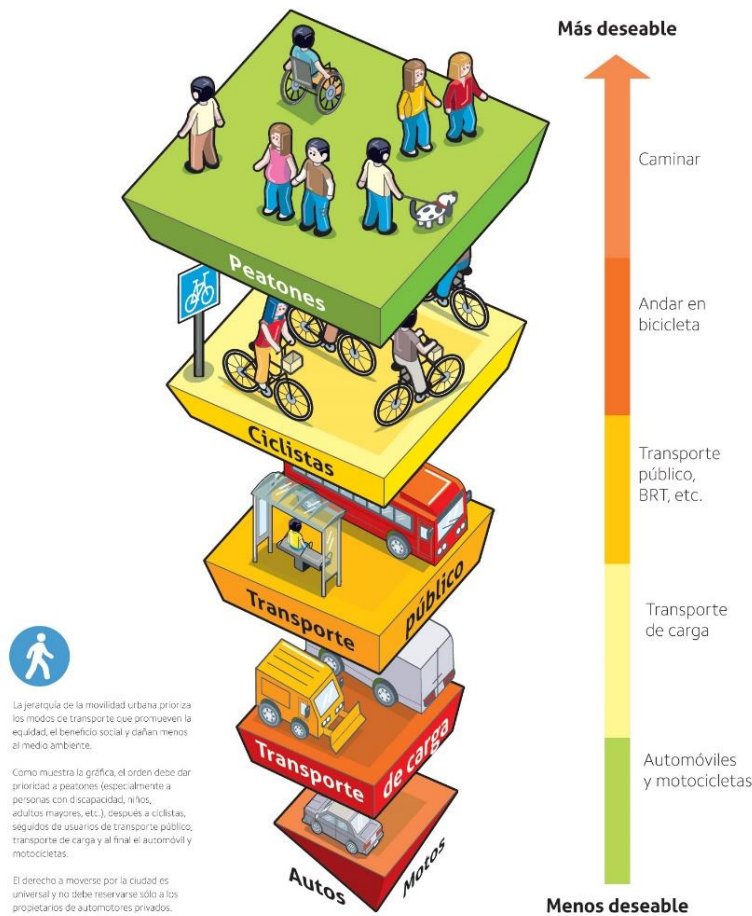 Más deseable
Caminar
Peatones
Andar en
bicicleta
Ciclistas
Transporte
público,
BRT, etc.
Transporte público
Transporte
de carga
La jerarquía de la movilidad urbana prioriza
los modos de transporte que promueven la
equidad, el beneficio social y dañan menos
al medio ambiente.
Como muestra la gráfica, el orden debe dar
prioridad a peatones (especialmente a
personas con discapacidad, niños,
adultos mayores, etc.), después a ciclistas,
seguidos de usuarios de transporte público,
transporte de carga y al final el automóvil y
motocicletas.
El derecho a moverse por la ciudad es
universal y no debe reservarse sólo a los
propietarios de automotores privados.
Transporte de carga
Automóviles
y motocicletas
Autos Motos
Menos deseable